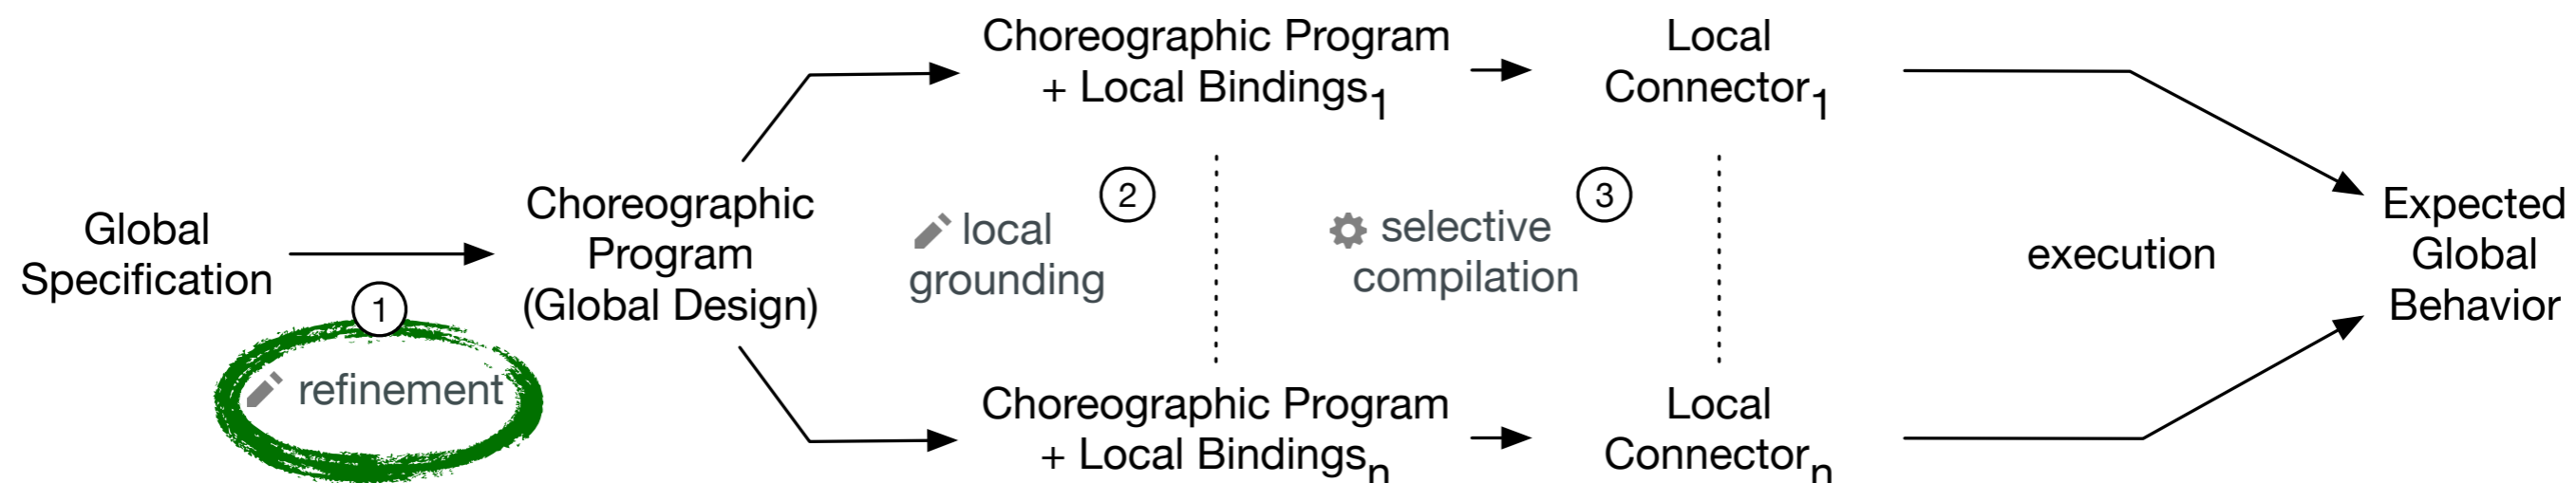 Global
Specification
1
refinement
Choreographic
Program
(Global Design)
Choreographic Program
+ Local Bindings1
2
local
grounding
Choreographic Program
+ Local Bindingsn
Local
Connector1
3
selective
compilation
Local
Connectorn
execution
Expected
Global
Behavior